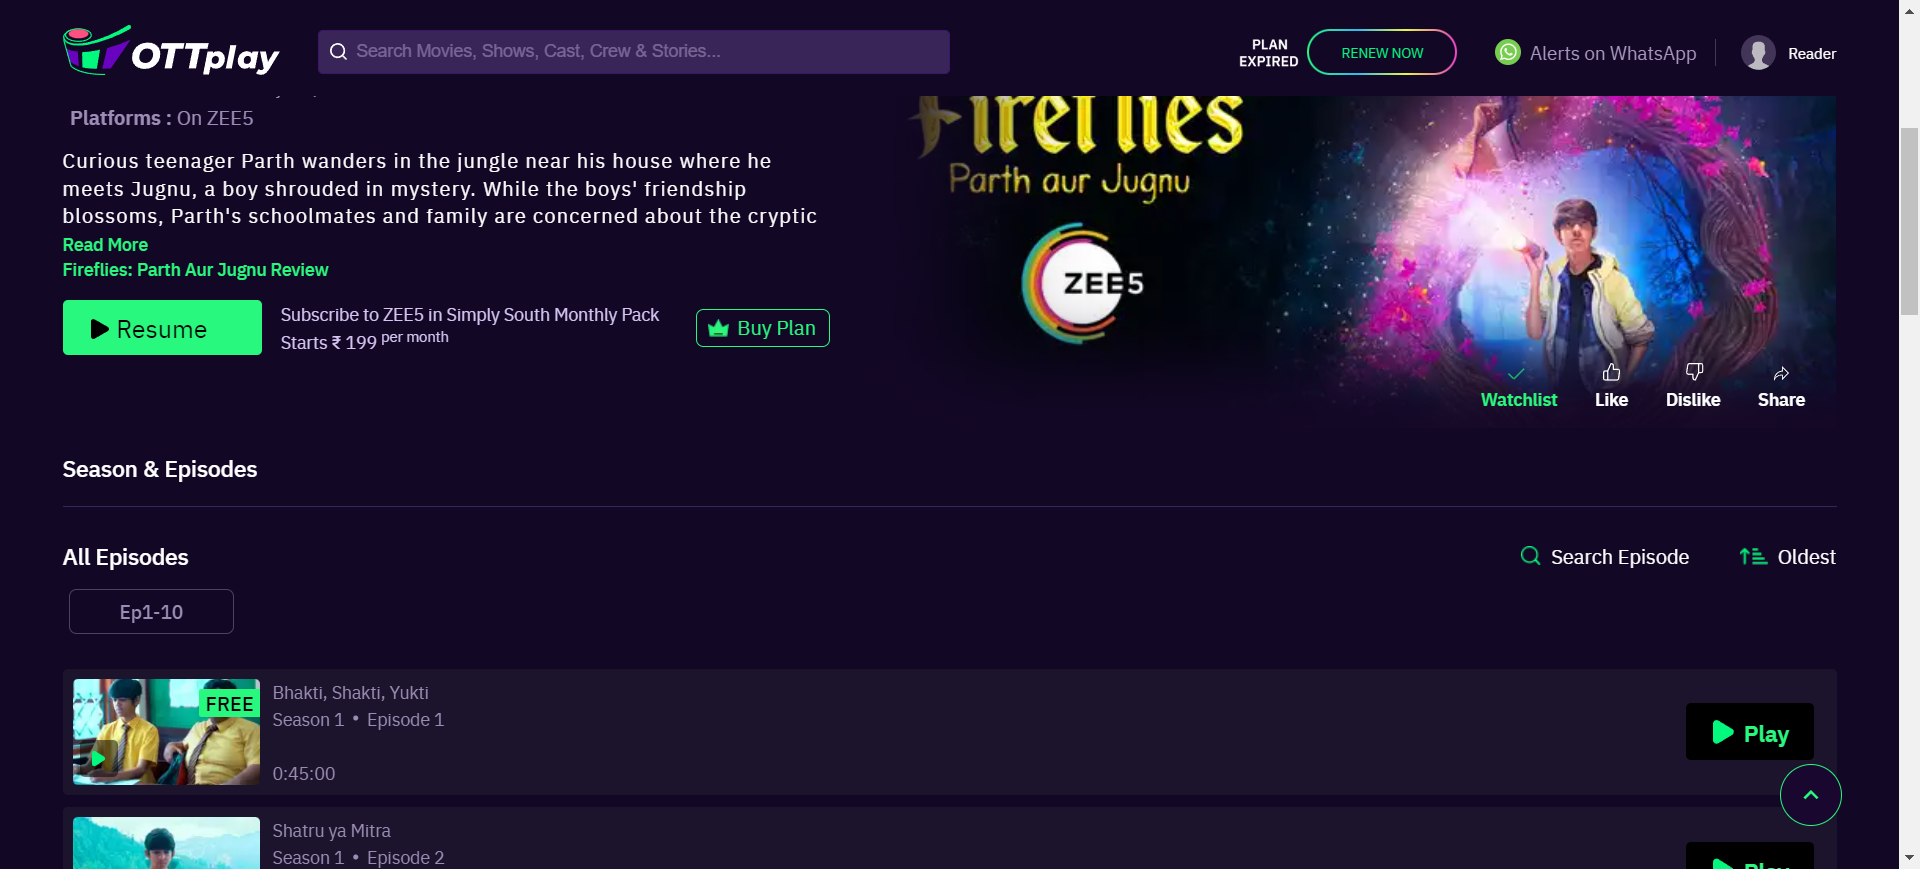 OTTplay
Search Movies, Shows, Cast, Crew & Stories...
PLAN
EXPIRED
RENEW NOW
Alerts on WhatsApp
Reader
Platforms : On ZEE5
Curious teenager Parth wanders in the jungle near his house where he
meets Jugnu, a boy shrouded in mystery. While the boys' friendship
blossoms, Parth's schoolmates and family are concerned about the cryptic
Read More
Fireflies: Parth Aur Jugnu Review
Resume
Subscribe to ZEE5 in Simply South Monthly Pack
Starts ₹ 199 per month
Buy Plan
Fireflies
Parth aur Jugnu
ZEE5
Watchlist
Like
Dislike
Share
Season & Episodes
All Episodes
Search Episode
Oldest
Ep1-10
FREE
Bhakti, Shakti, Yukti
Season 1 • Episode 1
0:45:00
Play
Shatru ya Mitra
Season 1 • Episode 2
Play